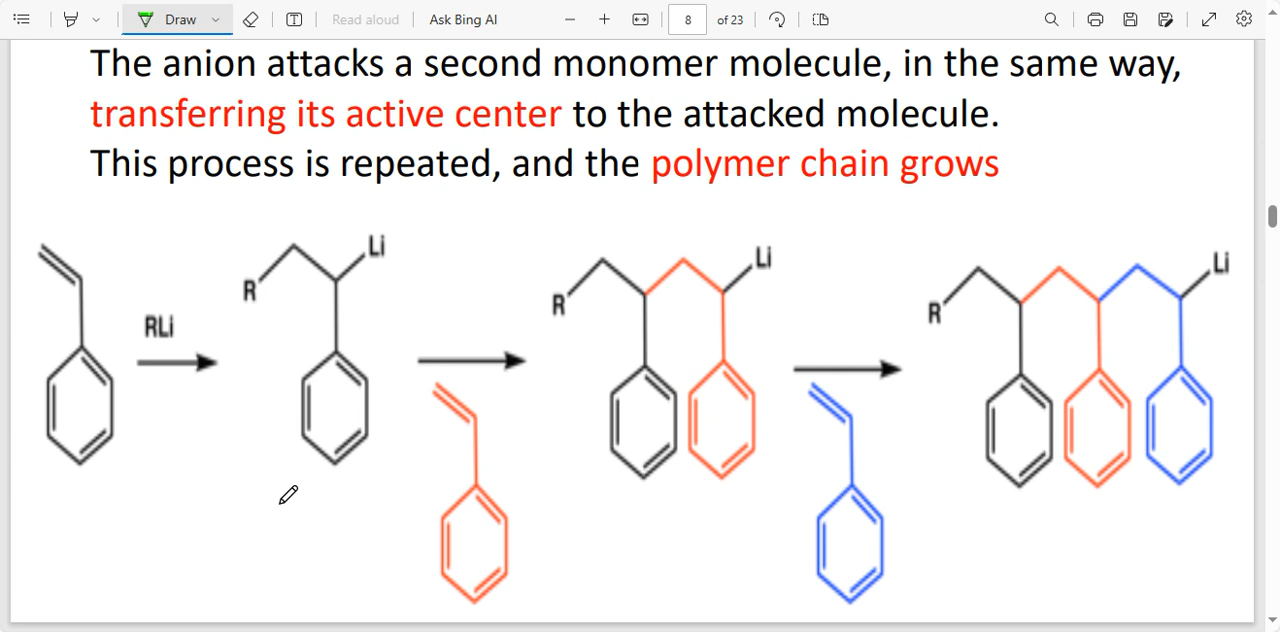 Draw
Read aloud
Ask Bing AI
8 of 23
The anion attacks a second monomer molecule, in the same way,
transferring its active center to the attacked molecule.
This process is repeated, and the polymer chain grows
RLi
R
Li
R
Li
R
Li